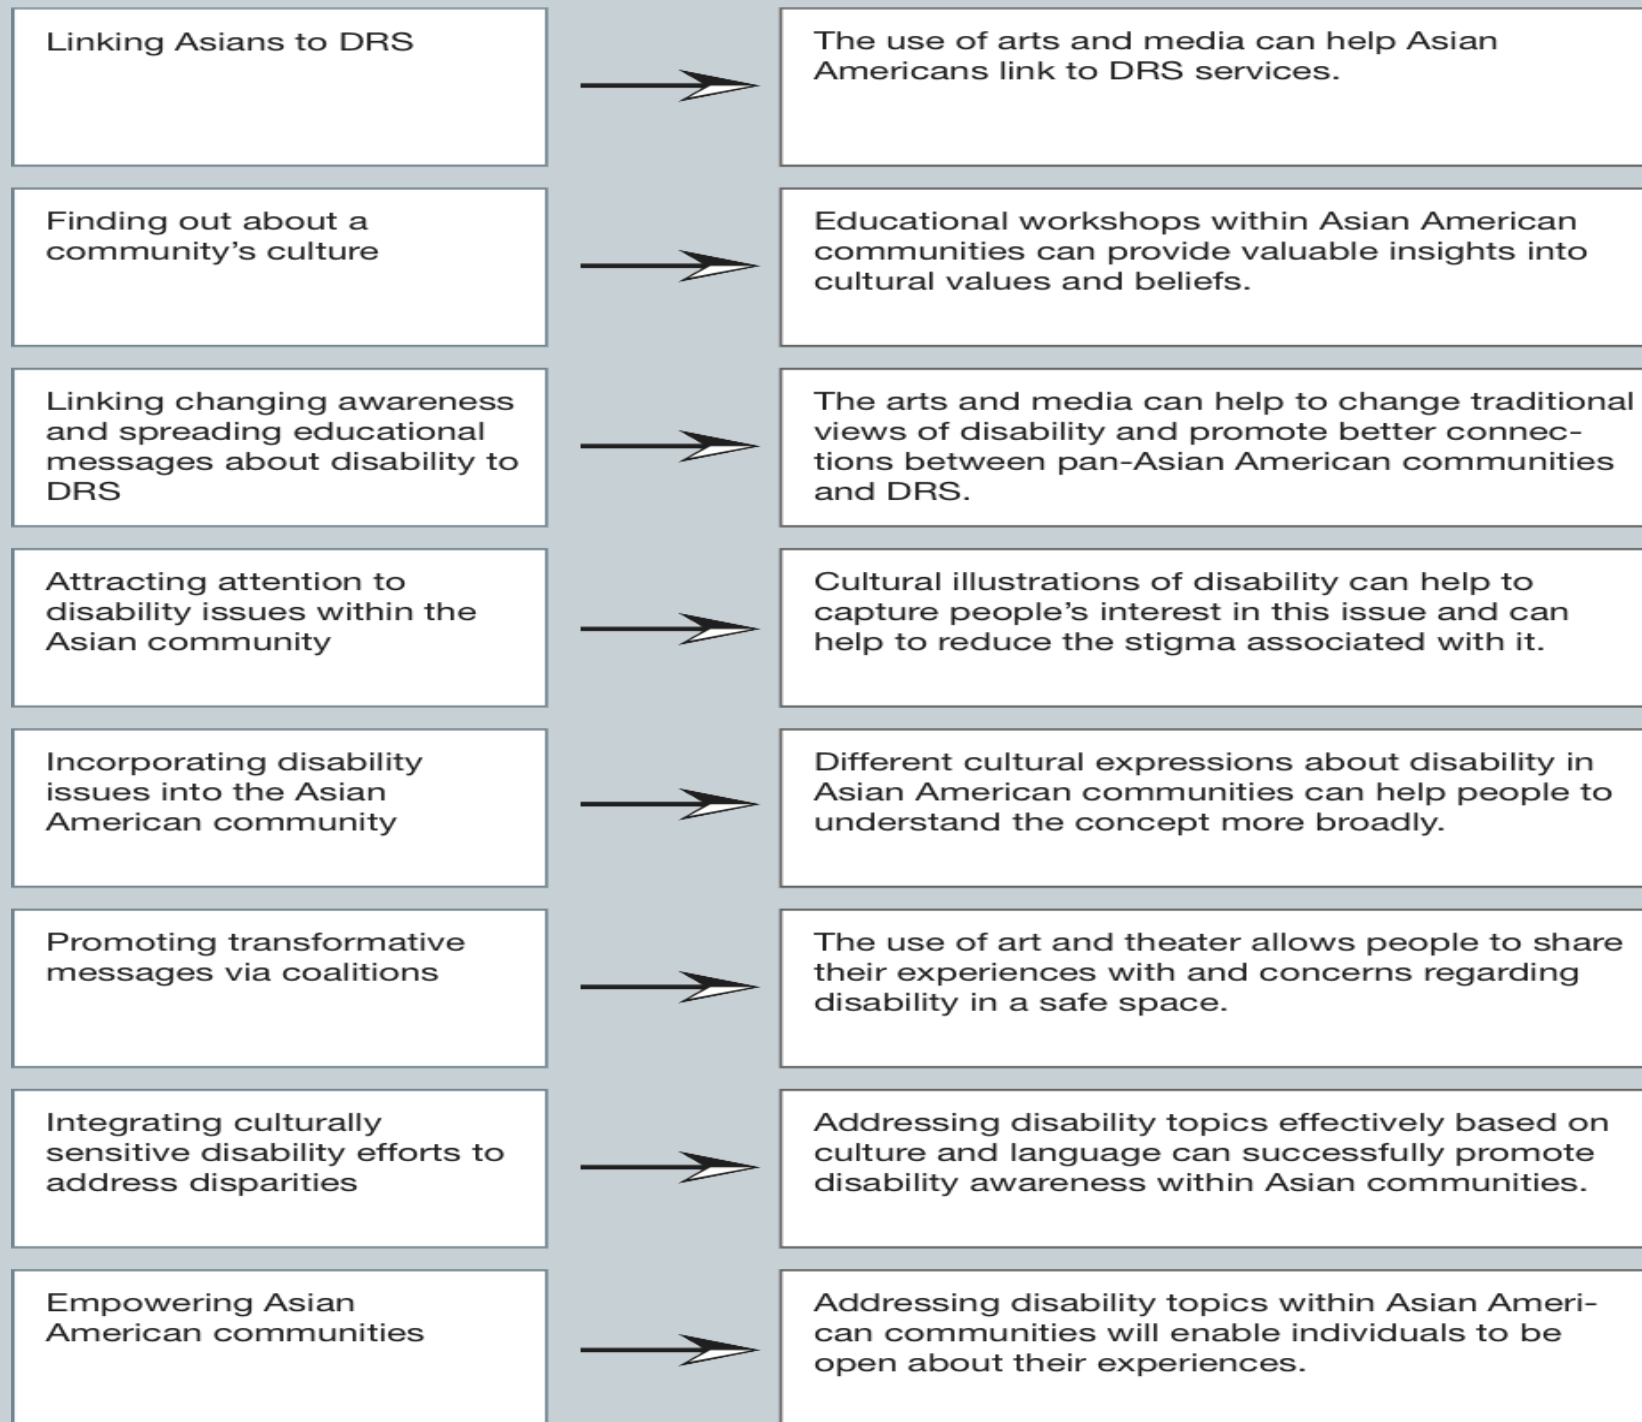 Linking Asians to DRS
The use of arts and media can help Asian
Americans link to DRS services.
Finding out about a
community’s culture
Educational workshops within Asian American
communities can provide valuable insights into
cultural values and beliefs.
Linking changing awareness
and spreading educational
messages about disability to
DRS
The arts and media can help to change traditional
views of disability and promote better connec-
tions between pan-Asian American communities
and DRS.
Attracting attention to
disability issues within the
Asian community
Cultural illustrations of disability can help to
capture people’s interest in this issue and can
help to reduce the stigma associated with it.
Incorporating disability
issues into the Asian
American community
Different cultural expressions about disability in
Asian American communities can help people to
understand the concept more broadly.
Promoting transformative
messages via coalitions
The use of art and theater allows people to share
their experiences with and concerns regarding
disability in a safe space.
Integrating culturally
sensitive disability efforts to
address disparities
Addressing disability topics effectively based on
culture and language can successfully promote
disability awareness within Asian communities.
Empowering Asian
American communities
Addressing disability topics within Asian Ameri-
can communities will enable individuals to be
open about their experiences.